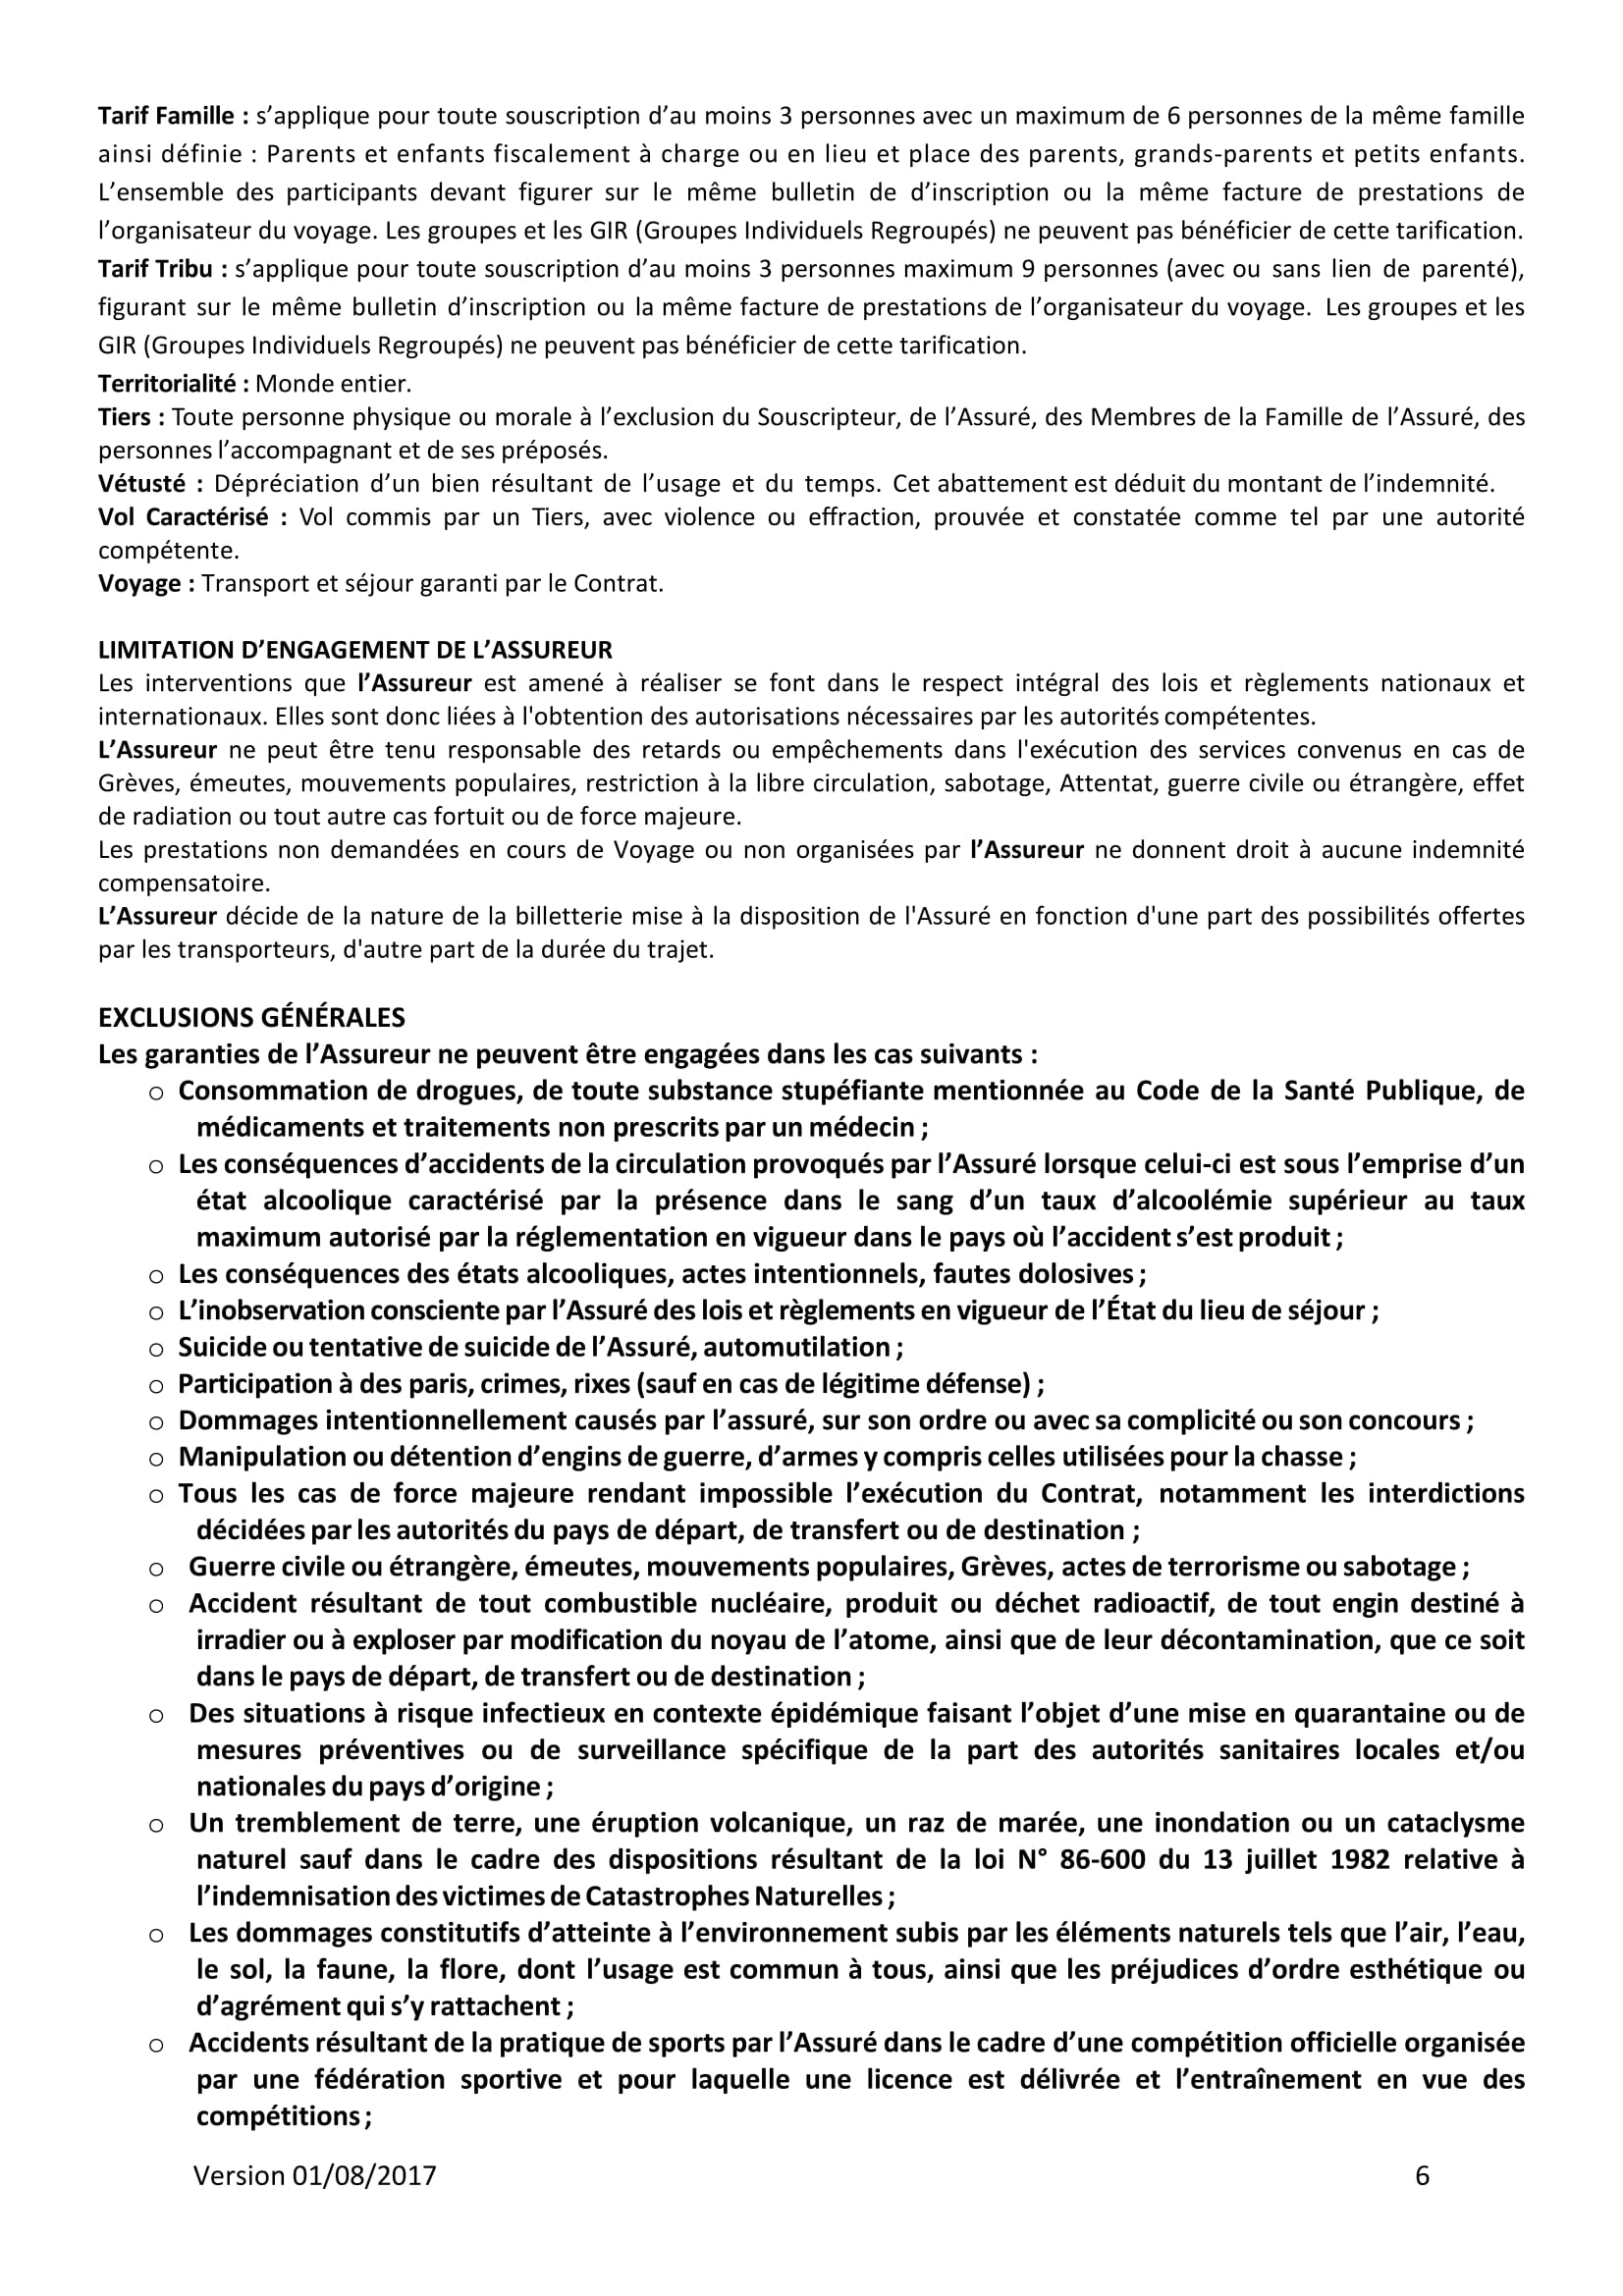 Tarif Famille : s’applique pour toute souscription d’au moins 3 personnes avec un maximum de 6 personnes de la même famille
ainsi définie : Parents et enfants fiscalement à charge ou en lieu et place des parents, grands-parents et petits enfants.
L’ensemble des participants devant figurer sur le même bulletin de d’inscription ou la même facture de prestations de
l’organisateur du voyage. Les groupes et les GIR (Groupes Individuels Regroupés) ne peuvent pas bénéficier de cette tarification.
Tarif Tribu : s’applique pour toute souscription d’au moins 3 personnes maximum 9 personnes (avec ou sans lien de parenté),
figurant sur le même bulletin d’inscription ou la même facture de prestations de l’organisateur du voyage. Les groupes et les
GIR (Groupes Individuels Regroupés) ne peuvent pas bénéficier de cette tarification.
Territorialité : Monde entier.
Tiers : Toute personne physique ou morale à l’exclusion du Souscripteur, de l’Assuré, des Membres de la Famille de l’Assuré, des
personnes l’accompagnant et de ses préposés.
Vétusté : Dépréciation d’un bien résultant de l’usage et du temps. Cet abattement est déduit du montant de l’indemnité.
Vol Caractérisé : Vol commis par un Tiers, avec violence ou effraction, prouvée et constatée comme tel par une autorité
compétente.
Voyage : Transport et séjour garanti par le Contrat.
LIMITATION D’ENGAGEMENT DE L’ASSUREUR
Les interventions que l’Assureur est amené à réaliser se font dans le respect intégral des lois et règlements nationaux et
internationaux. Elles sont donc liées à l'obtention des autorisations nécessaires par les autorités compétentes.
L’Assureur ne peut être tenu responsable des retards ou empêchements dans l'exécution des services convenus en cas de
Grèves, émeutes, mouvements populaires, restriction à la libre circulation, sabotage, Attentat, guerre civile ou étrangère, effet
de radiation ou tout autre cas fortuit ou de force majeure.
Les prestations non demandées en cours de Voyage ou non organisées par l’Assureur ne donnent droit à aucune indemnité
compensatoire.
L’Assureur décide de la nature de la billetterie mise à la disposition de l'Assuré en fonction d'une part des possibilités offertes
par les transporteurs, d'autre part de la durée du trajet.
EXCLUSIONS GÉNÉRALES
Les garanties de l’Assureur ne peuvent être engagées dans les cas suivants :
o Consommation de drogues, de toute substance stupéfiante mentionnée au Code de la Santé Publique, de
médicaments et traitements non prescrits par un médecin ;
o Les conséquences d’accidents de la circulation provoqués par l’Assuré lorsque celui-ci est sous l’emprise d’un
état alcoolique caractérisé par la présence dans le sang d’un taux d’alcoolémie supérieur au taux
maximum autorisé par la réglementation en vigueur dans le pays où l’accident s’est produit ;
o Les conséquences des états alcooliques, actes intentionnels, fautes dolosives ;
o L’inobservation consciente par l’Assuré des lois et règlements en vigueur de l’État du lieu de séjour ;
o Suicide ou tentative de suicide de l’Assuré, automutilation ;
o Participation à des paris, crimes, rixes (sauf en cas de légitime défense) ;
o Dommages intentionnellement causés par l’assuré, sur son ordre ou avec sa complicité ou son concours ;
o Manipulation ou détention d’engins de guerre, d’armes y compris celles utilisées pour la chasse ;
o Tous les cas de force majeure rendant impossible l’exécution du Contrat, notamment les interdictions
décidées par les autorités du pays de départ, de transfert ou de destination ;
o Guerre civile ou étrangère, émeutes, mouvements populaires, Grèves, actes de terrorisme ou sabotage ;
o Accident résultant de tout combustible nucléaire, produit ou déchet radioactif, de tout engin destiné à
irradier ou à exploser par modification du noyau de l’atome, ainsi que de leur décontamination, que ce soit
dans le pays de départ, de transfert ou de destination ;
o Des situations à risque infectieux en contexte épidémique faisant l’objet d’une mise en quarantaine ou de
mesures préventives ou de surveillance spécifique de la part des autorités sanitaires locales et/ou
nationales du pays d’origine ;
o Un tremblement de terre, une éruption volcanique, un raz de marée, une inondation ou un cataclysme
naturel sauf dans le cadre des dispositions résultant de la loi N° 86-600 du 13 juillet 1982 relative à
l’indemnisation des victimes de Catastrophes Naturelles ;
o Les dommages constitutifs d’atteinte à l’environnement subis par les éléments naturels tels que l’air, l’eau,
le sol, la faune, la flore, dont l’usage est commun à tous, ainsi que les préjudices d’ordre esthétique ou
d’agrément qui s’y rattachent ;
o Accidents résultant de la pratique de sports par l’Assuré dans le cadre d’une compétition officielle organisée
par une fédération sportive et pour laquelle une licence est délivrée et l’entraînement en vue des
compétitions ;
Version 01/08/2017 6